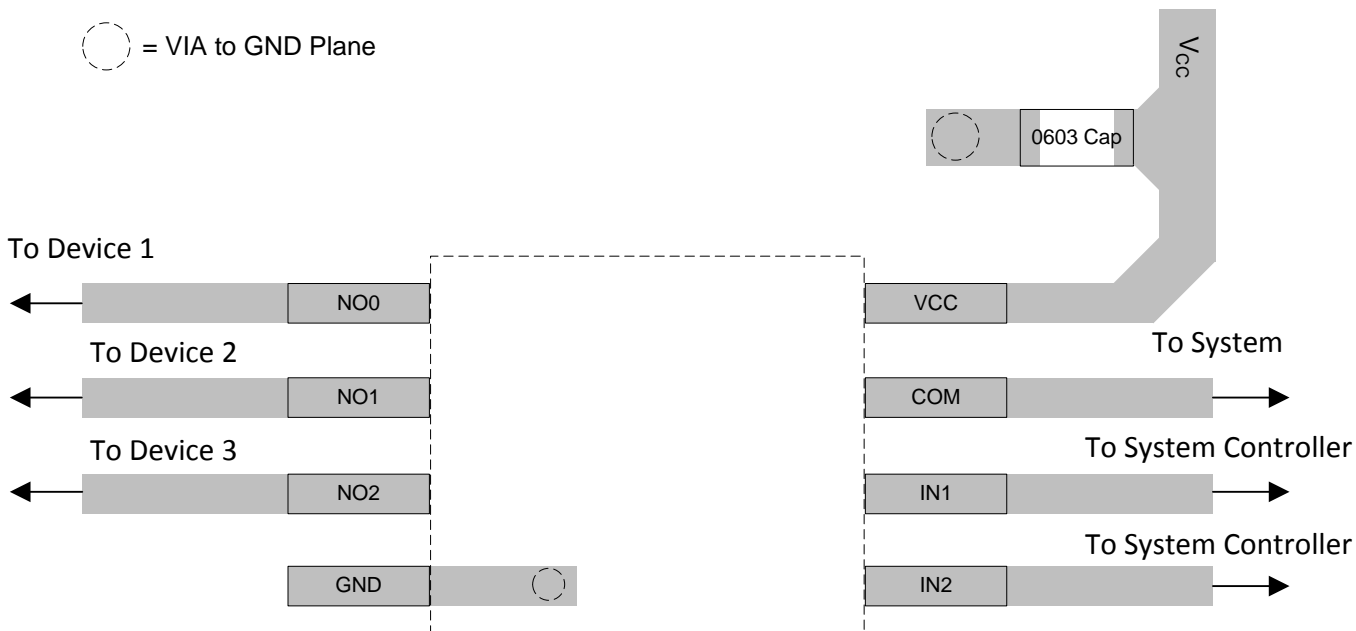 = VIA to GND Plane
Vcc
0603 Cap
To Device 1
NO0
VCC
To Device 2
To System
NO1
COM
To Device 3
To System Controller
NO2
IN1
To System Controller
GND
IN2